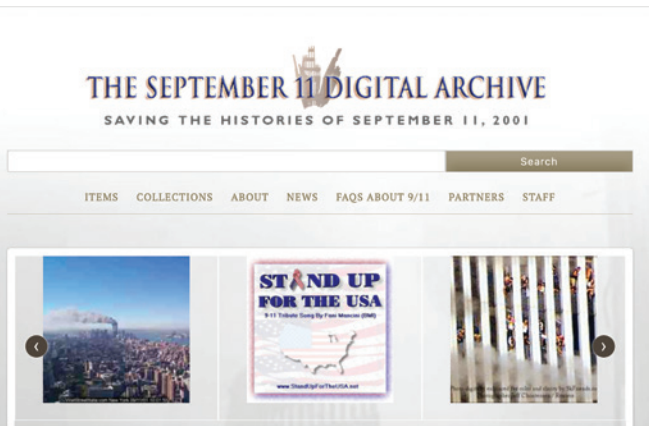 THE SEPTEMBER 11 DIGITAL ARCHIVE
SAVING THE HISTORIES OF SEPTEMBER 11, 2001
Search
ITEMS COLLECTIONS ABOUT NEWS FAQS ABOUT 9/11 PARTNERS STAFF
STAND UP
FOR THE USA
9-11 Tribute Song By
www.StandUpForTheUSA.net